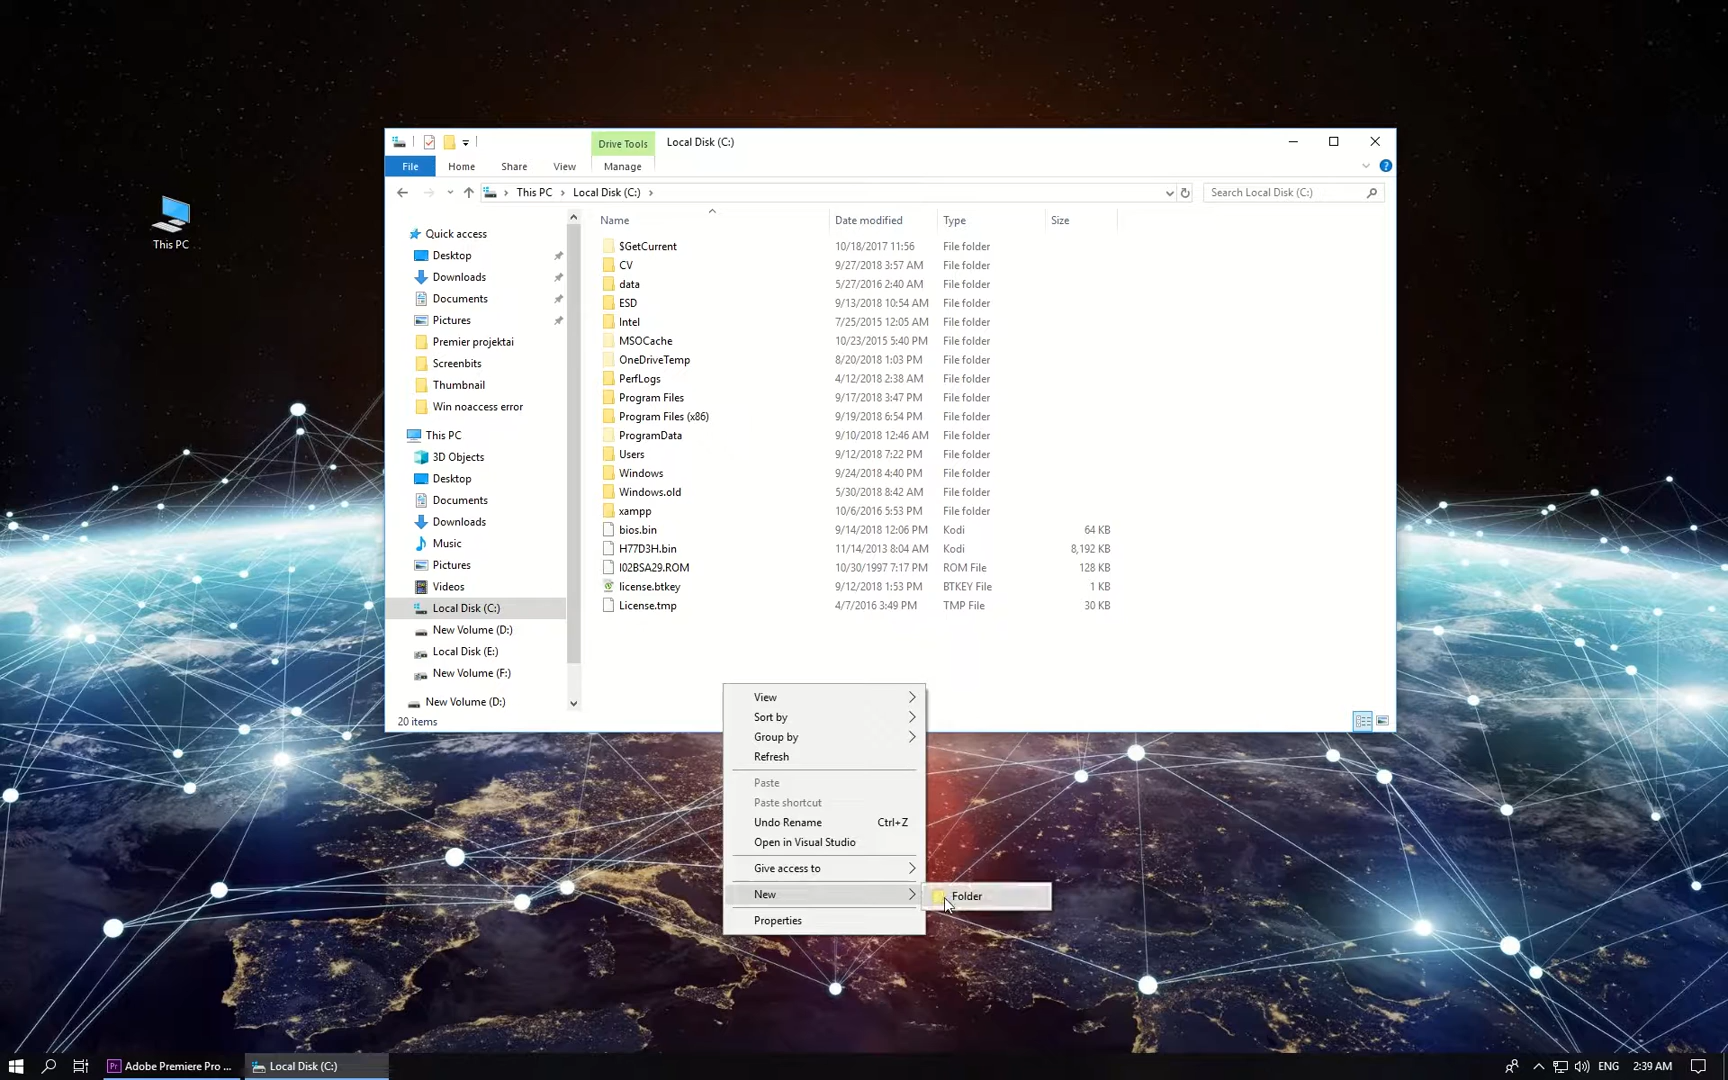 This PC
Drive Tools
Local Disk (C:)
File
Home
Share
View
Manage
This PC
Local Disk (C:)
Search Local Disk (C:)
Name
Date modified
Type
Size
Quick access
Desktop
Downloads
Documents
Pictures
Premier projektai
Screenbits
Thumbnail
Win noaccess error
This PC
3D Objects
Desktop
Documents
Downloads
Music
Pictures
Videos
Local Disk (C:)
New Volume (D:)
Local Disk (E:)
New Volume (F:)
New Volume (D:)
20 items
$GetCurrent 10/18/2017 11:56 File folder
CV 9/27/2018 3:57 AM File folder
data 5/27/2016 2:40 AM File folder
ESD 9/13/2018 10:54 AM File folder
Intel 7/25/2015 12:05 AM File folder
MSOCache 10/23/2015 5:40 PM File folder
OneDriveTemp 8/20/2018 1:03 PM File folder
PerfLogs 4/12/2018 2:38 AM File folder
Program Files 9/17/2018 3:47 PM File folder
Program Files (x86) 9/19/2018 6:54 PM File folder
ProgramData 9/10/2018 12:46 AM File folder
Users 9/12/2018 7:22 PM File folder
Windows 9/24/2018 4:40 PM File folder
Windows.old 5/30/2018 8:42 AM File folder
xampp 10/6/2016 5:53 PM File folder
bios.bin 9/14/2018 12:06 PM Kodi 64 KB
H77D3H.bin 11/14/2013 8:04 AM Kodi 8,192 KB
I02BSA29.ROM 10/30/1997 7:17 PM ROM File 128 KB
license.btkey 9/12/2018 1:53 PM BTKEY File 1 KB
License.tmp 4/7/2016 3:49 PM TMP File 30 KB
View
Sort by
Group by
Refresh
Paste
Paste shortcut
Undo Rename Ctrl+Z
Open in Visual Studio
Give access to
New
Folder
Properties
Pr Adobe Premiere Pro ...
Local Disk (C:)
ENG
2:39 AM